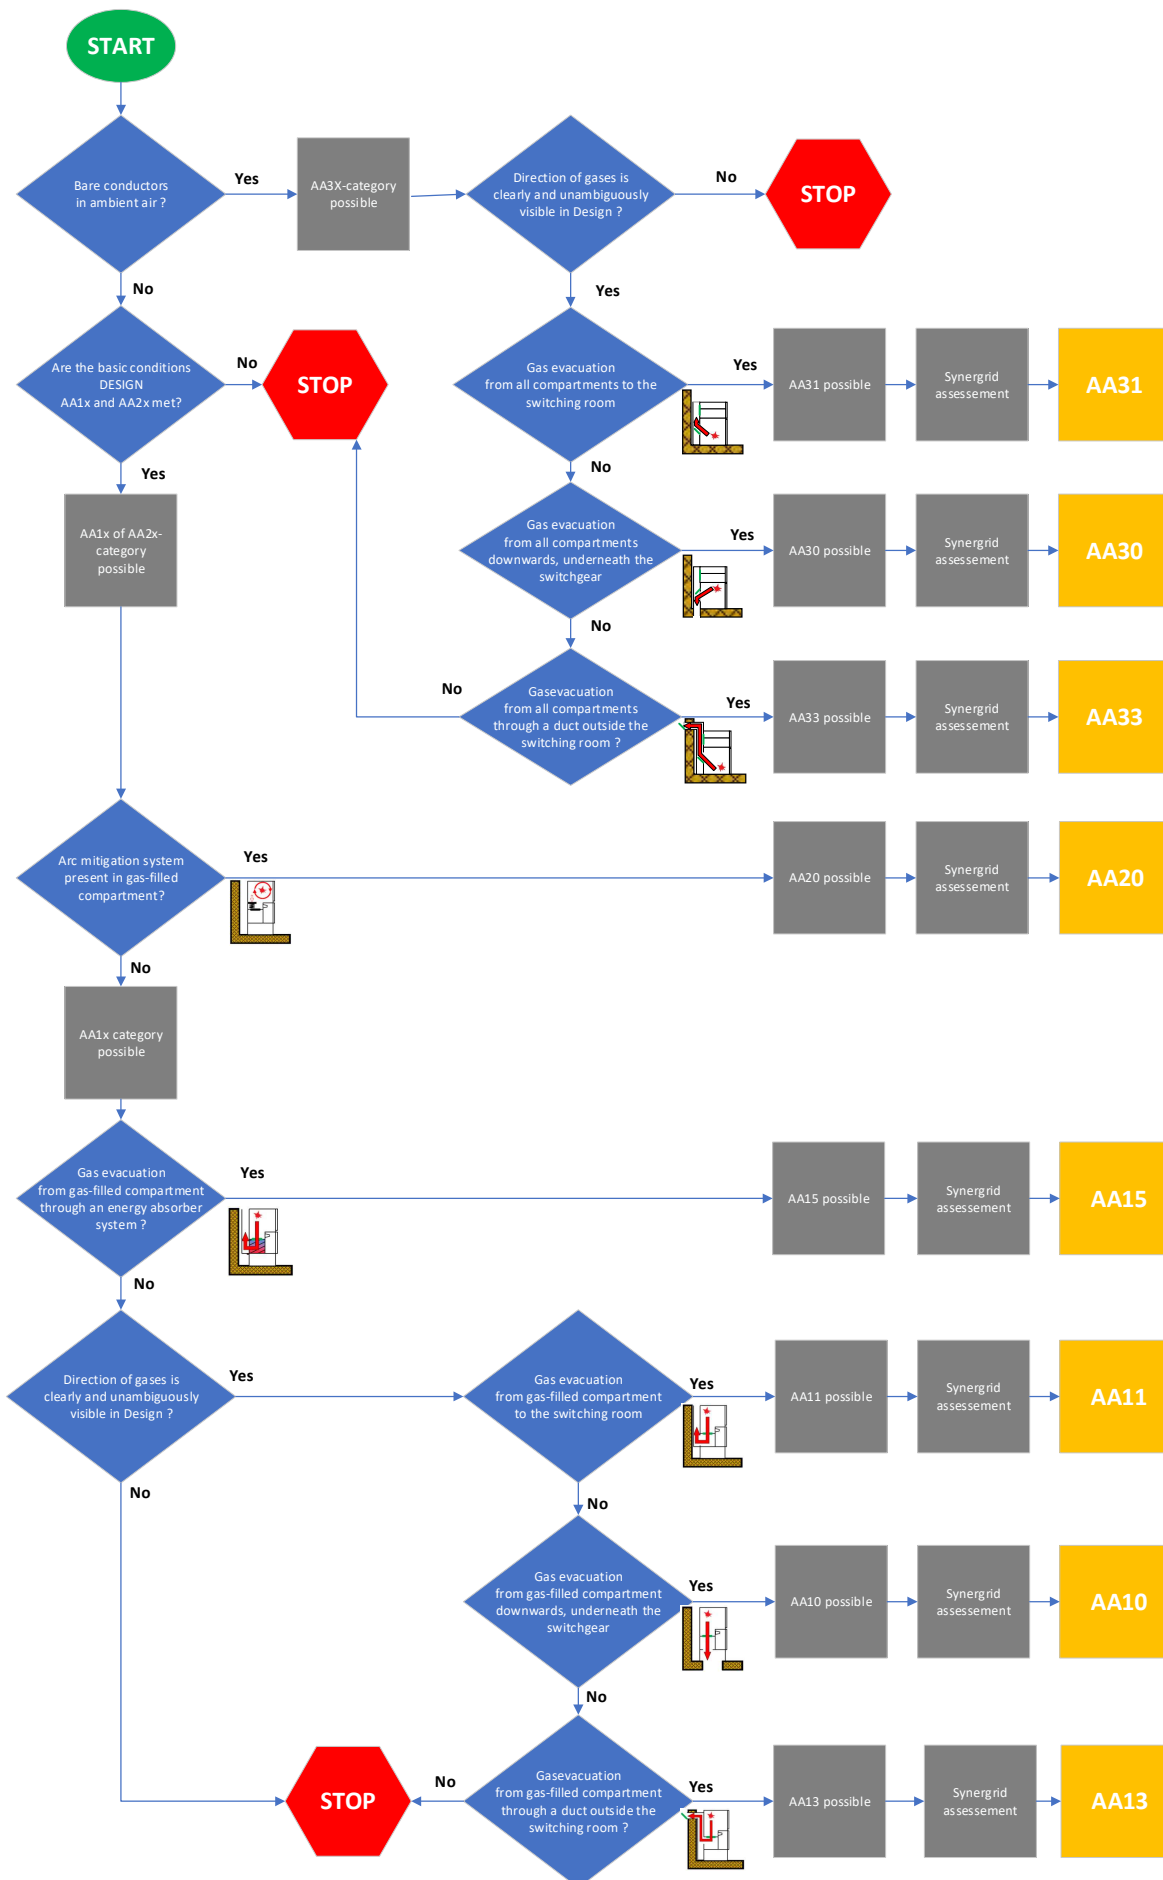 START
Bare conductors
in ambient air ?
Yes
AA3X-category
possible
Direction of gases is
clearly and unambiguously
visible in Design ?
No
STOP
No
Yes
Are the basic conditions
DESIGN
AA1x and AA2x met?
No
STOP
Gas evacuation
from all compartments to the
switching room
Yes
AA31 possible
Synergrid
assessement
AA31
Yes
No
AA1x of AA2x-
category
possible
Gas evacuation
from all compartments
downwards, underneath the
switchgear
Yes
AA30 possible
Synergrid
assessement
AA30
No
Gasevacuation
from all compartments
through a duct outside the
switching room ?
No
Yes
AA33 possible
Synergrid
assessement
AA33
Arc mitigation system
present in gas-filled
compartment?
Yes
AA20 possible
Synergrid
assessement
AA20
No
AA1x category
possible
Gas evacuation
from gas-filled compartment
through an energy absorber
system ?
Yes
AA15 possible
Synergrid
assessement
AA15
No
Direction of gases is
clearly and unambiguously
visible in Design ?
Yes
Gas evacuation
from gas-filled compartment
to the switching room
Yes
AA11 possible
Synergrid
assessement
AA11
No
No
Gas evacuation
from gas-filled compartment
downwards, underneath the
switchgear
Yes
AA10 possible
Synergrid
assessement
AA10
No
STOP
No
Gasevacuation
from gas-filled compartment
through a duct outside the
switching room ?
Yes
AA13 possible
Synergrid
assessement
AA13